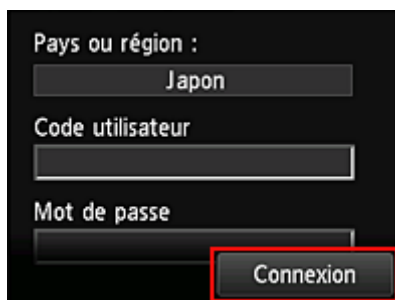 Pays ou région :
Japon
Code utilisateur
Mot de passe
Connexion